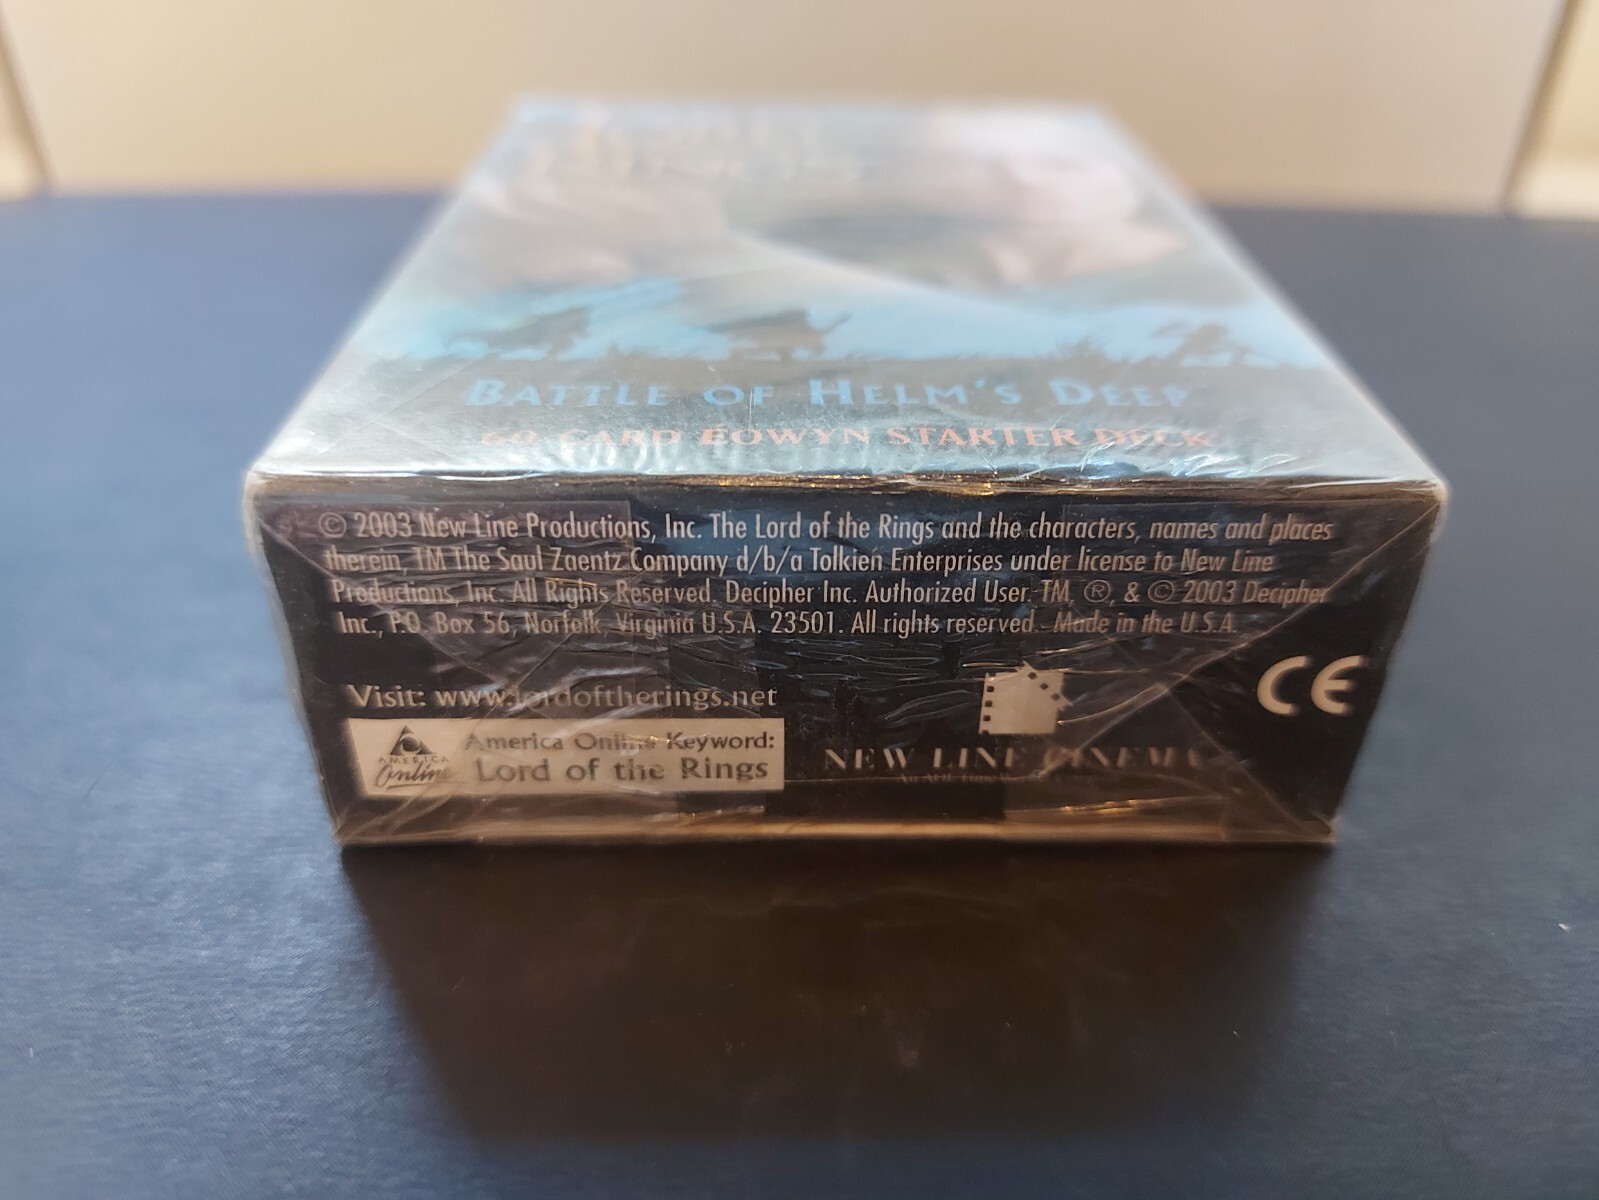 BATTLE OF HELM'S DEEP
60-CARD ÉOWYN STARTER DECK
© 2003 New Line Productions, Inc. The Lord of the Rings and the characters, names and places
therein, TM The Saul Zaentz Company d/b/a Tolkien Enterprises under license to New Line
Productions, Inc. All Rights Reserved. Decipher Inc. Authorized User. TM, ®, & © 2003 Decipher
Inc., P.O. Box 56, Norfolk, Virginia U.S.A. 23501. All rights reserved. Made in the U.S.A.
Visit: www.lordoftherings.net
AMERICA
Online
America Online Keyword:
Lord of the Rings
NEW LINE CINEMA
CE